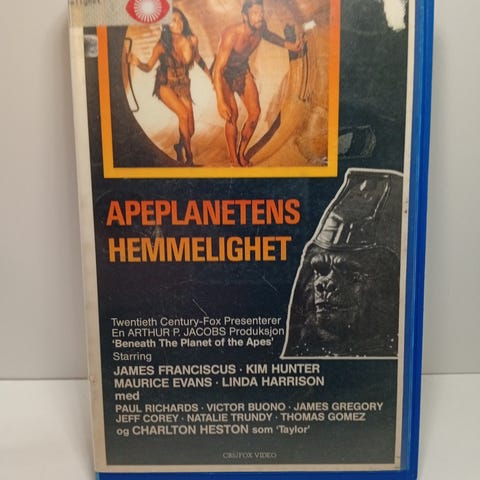 APEPLANETENS
HEMMELIGHET
Twentieth Century-Fox Presenterer
En ARTHUR P. JACOBS Produksjon
'Beneath The Planet of the Apes'
Starring
JAMES FRANCISCUS · KIM HUNTER
MAURICE EVANS · LINDA HARRISON
med
PAUL RICHARDS · VICTOR BUONO · JAMES GREGORY
JEFF COREY · NATALIE TRUNDY · THOMAS GOMEZ
og CHARLTON HESTON som 'Taylor'
CBS/FOX VIDEO